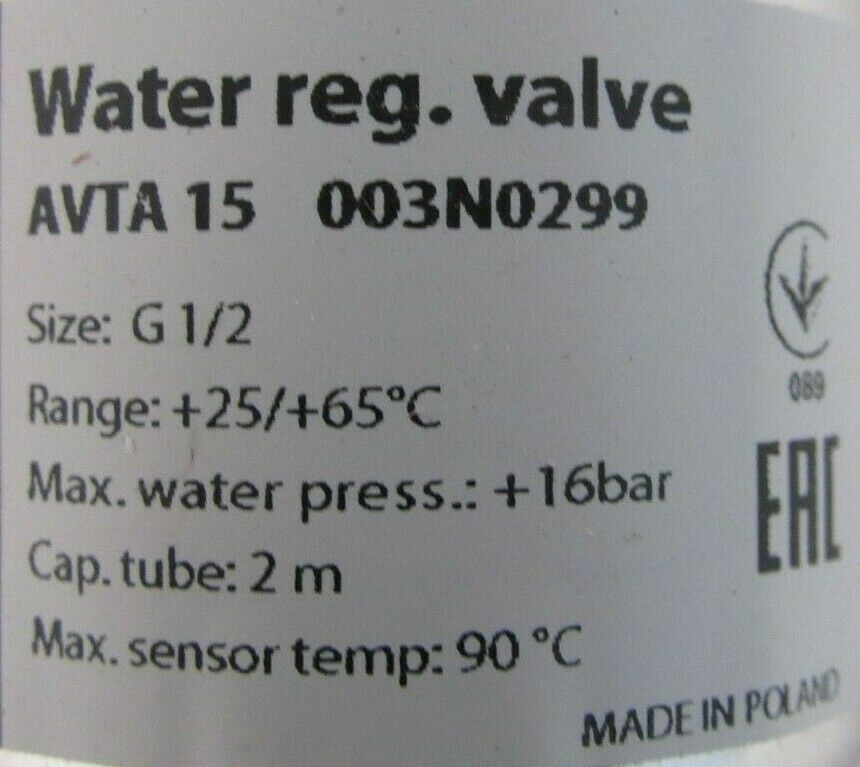 Water reg. valve
AVTA 15 003N0299
Size: G 1/2
Range: +25/+65°C
Max. water press.: +16bar
Cap. tube: 2 m
Max. sensor temp: 90 °C
089
EAC
MADE IN POLAND